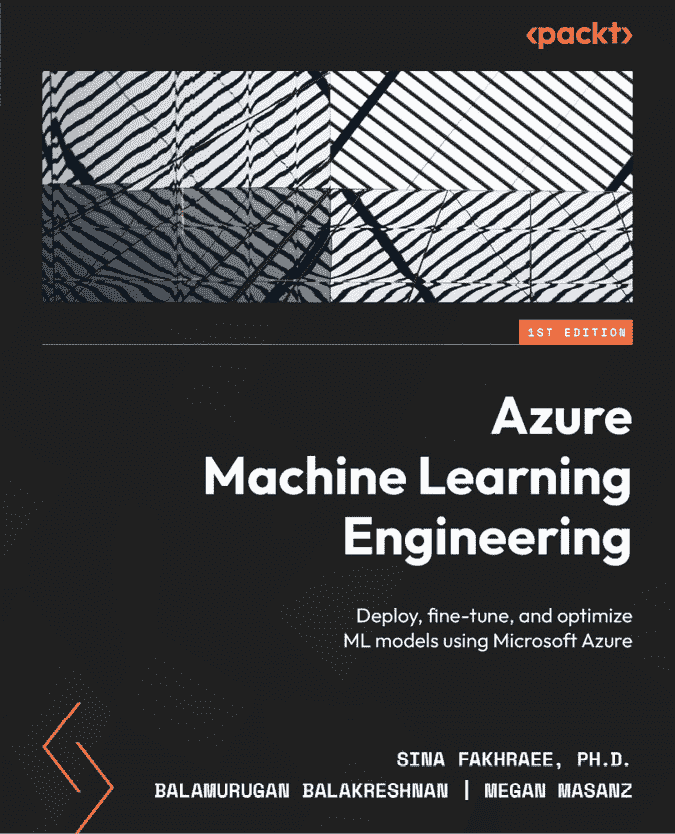 <packt>
1ST EDITION
Azure
Machine Learning
Engineering
Deploy, fine-tune, and optimize
ML models using Microsoft Azure
SINA FAKHRAEE, PH.D.
BALAMURUGAN BALAKRESHNAN | MEGAN MASANZ